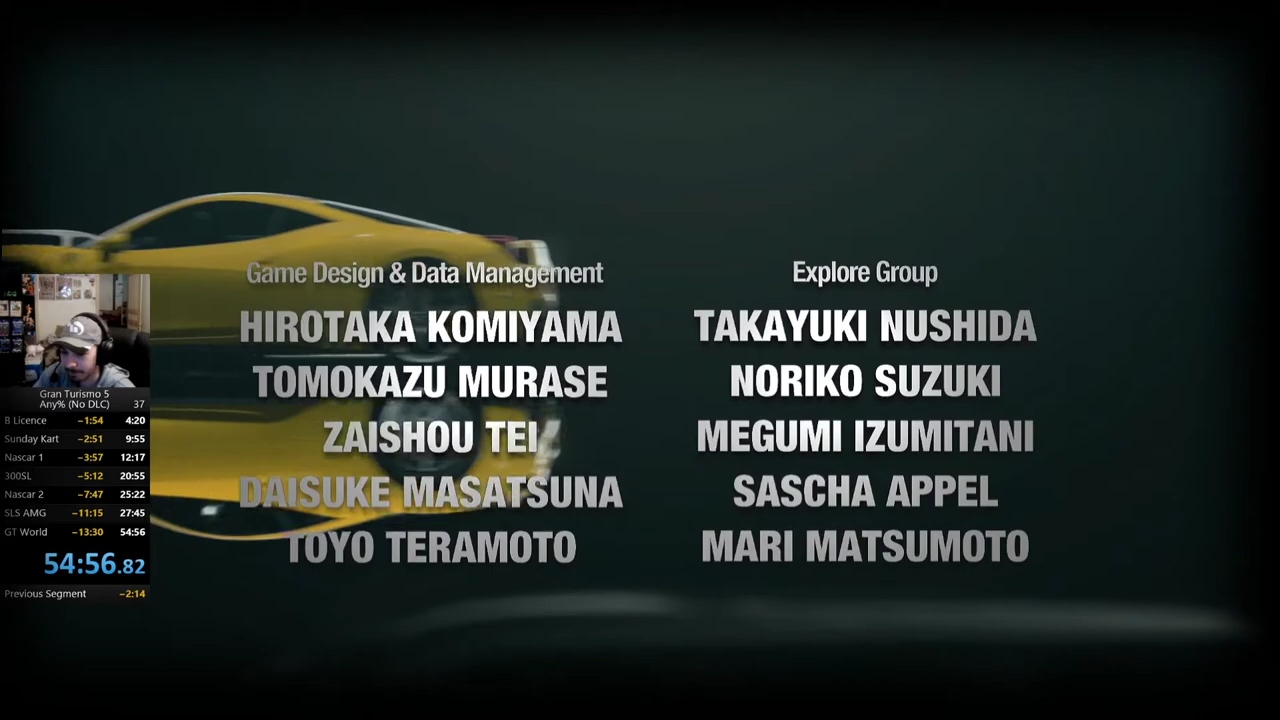 Game Design & Data Management
HIROTAKA KOMIYAMA
TOMOKAZU MURASE
ZAISHOU TEI
DAISUKE MASATSUNA
TOYO TERAMOTO
Explore Group
TAKAYUKI NUSHIDA
NORIKO SUZUKI
MEGUMI IZUMITANI
SASCHA APPEL
MARI MATSUMOTO
Gran Turismo 5
Any% (No DLC) 37
B Licence -1:54 4:20
Sunday Kart -2:51 9:55
Nascar 1 -3:57 12:17
300SL -5:12 20:55
Nascar 2 -7:47 25:22
SLS AMG -11:15 27:45
GT World -13:30 54:56
54:56.82
Previous Segment -2:14